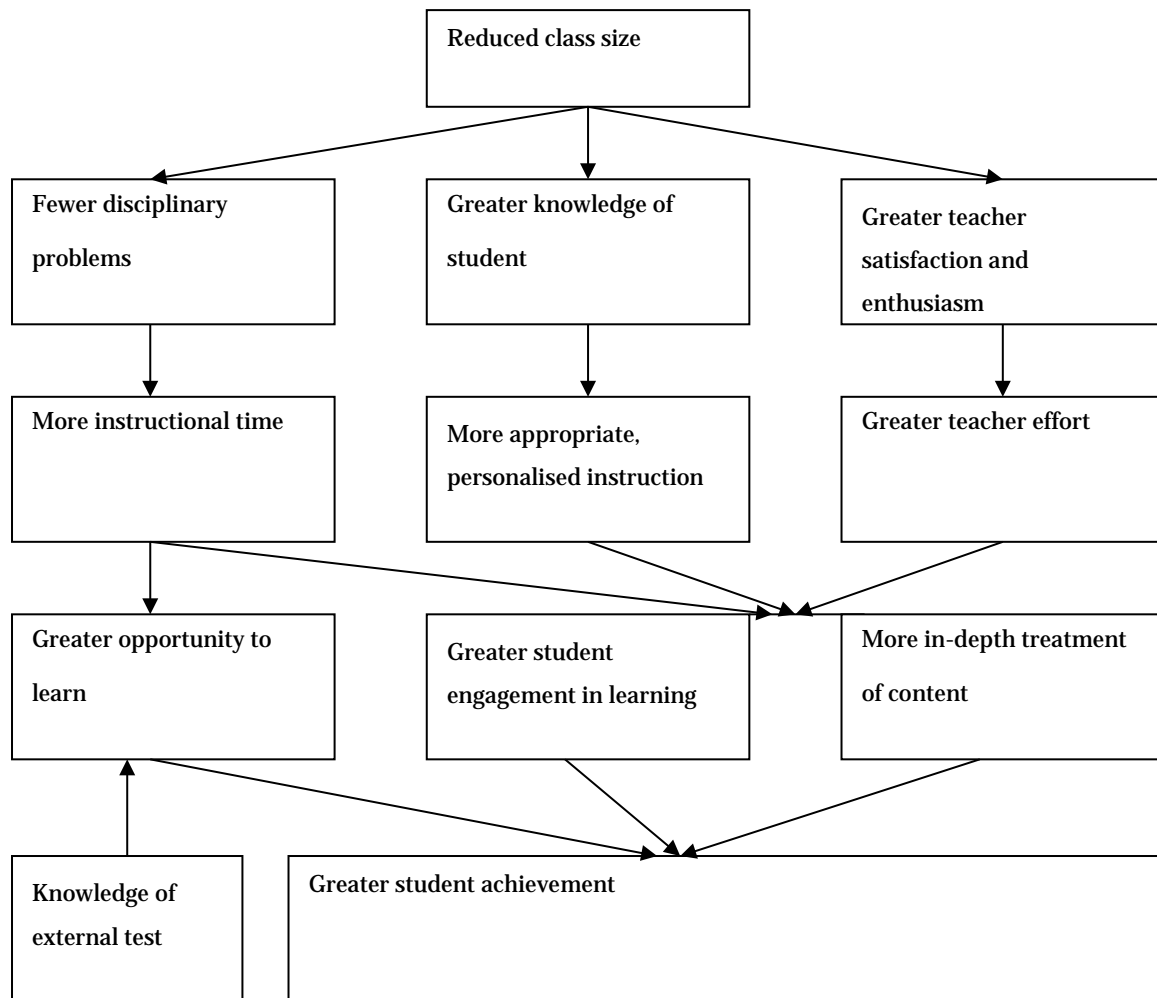 Reduced class size
Fewer disciplinary
problems
Greater knowledge of
student
Greater teacher
satisfaction and
enthusiasm
More instructional time
More appropriate,
personalised instruction
Greater teacher effort
Greater opportunity to
learn
Greater student
engagement in learning
More in-depth treatment
of content
Knowledge of
external test
Greater student achievement